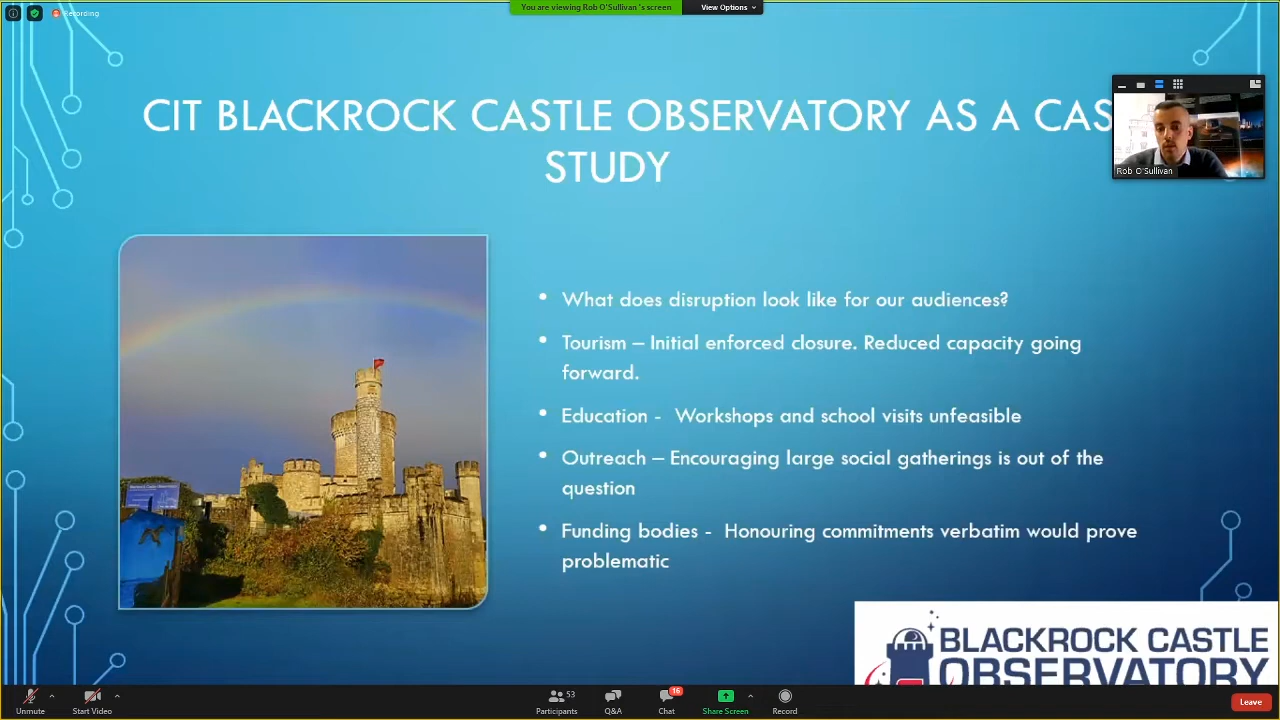 Recording
You are viewing Rob O'Sullivan 's screen
View Options
CIT BLACKROCK CASTLE OBSERVATORY AS A CAS
STUDY
Rob O'Sullivan
• What does disruption look like for our audiences?
• Tourism – Initial enforced closure. Reduced capacity going
forward.
• Education - Workshops and school visits unfeasible
• Outreach – Encouraging large social gatherings is out of the
question
• Funding bodies - Honouring commitments verbatim would prove
problematic
BLACKROCK CASTLE
OBSERVATORY
Unmute
Start Video
53
Participants
Q&A
16
Chat
Share Screen
Record
Leave